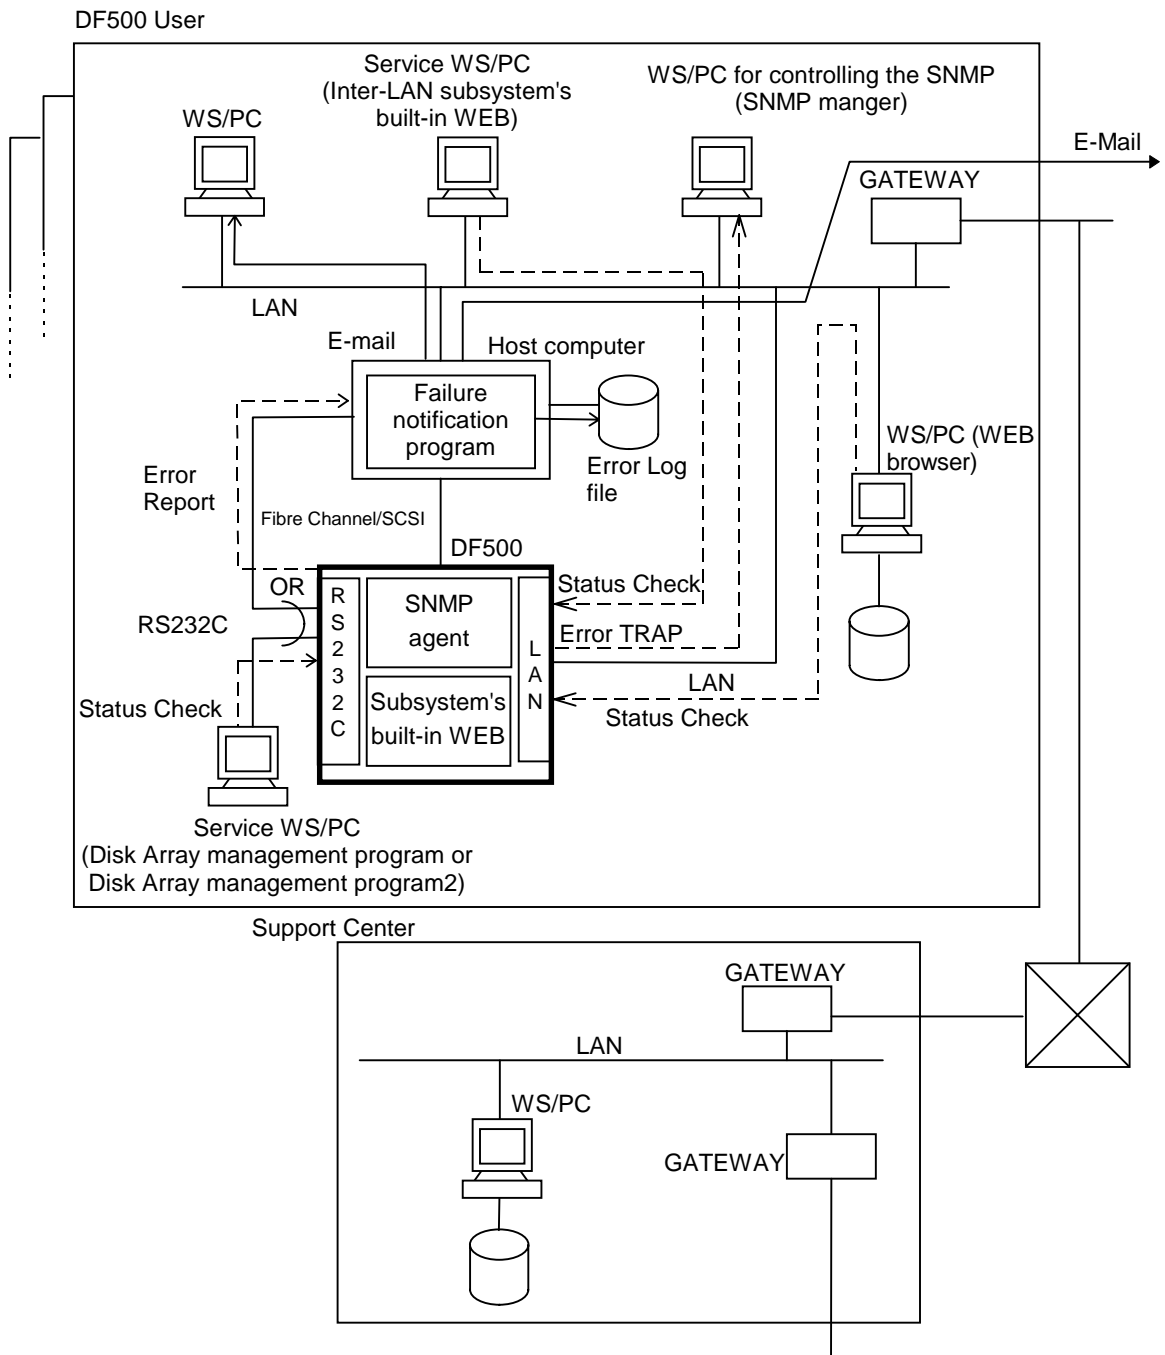 DF500 User
Service WS/PC
(Inter-LAN subsystem's
built-in WEB)
WS/PC for controlling the SNMP
(SNMP manger)
WS/PC
E-Mail
GATEWAY
LAN
E-mail
Host computer
Failure
notification
program
Error Log
file
WS/PC (WEB
browser)
Error
Report
Fibre Channel/SCSI
DF500
OR
RS232C
R
S
2
3
2
C
SNMP
agent
Subsystem's
built-in WEB
L
A
N
Status Check
Error TRAP
LAN
Status Check
Status Check
Service WS/PC
(Disk Array management program or
Disk Array management program2)
Support Center
GATEWAY
LAN
WS/PC
GATEWAY